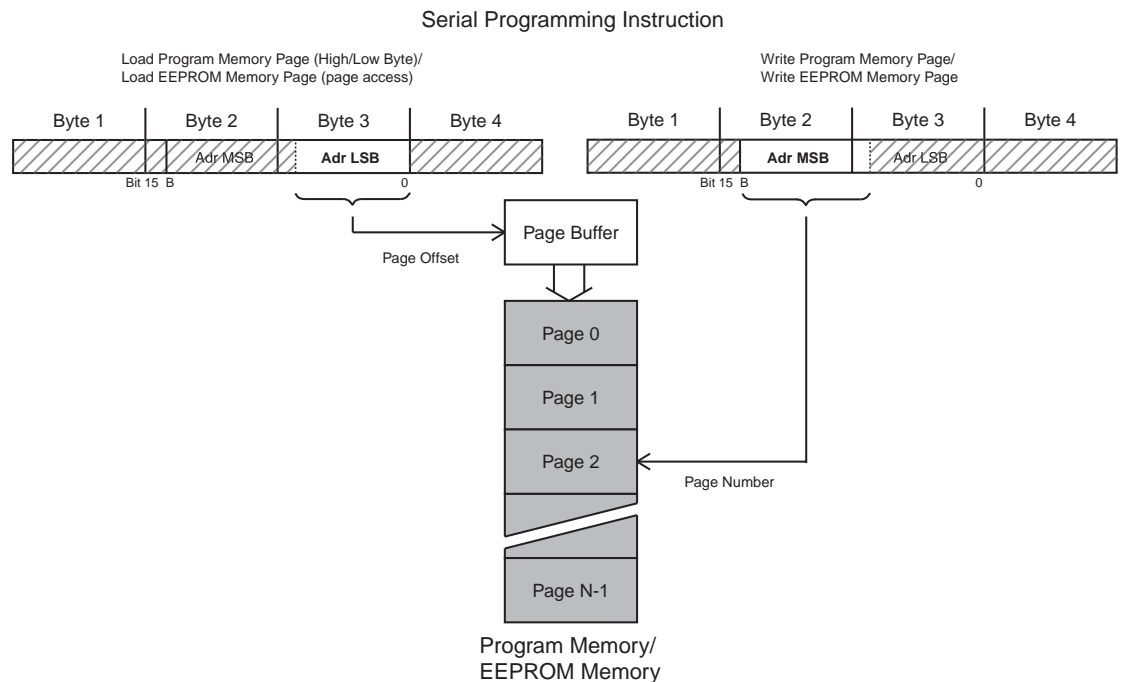 Serial Programming Instruction
Load Program Memory Page (High/Low Byte)/
Load EEPROM Memory Page (page access)
Byte 1 Byte 2 Byte 3 Byte 4
Adr MSB Adr LSB
Bit 15 B 0
Write Program Memory Page/
Write EEPROM Memory Page
Byte 1 Byte 2 Byte 3 Byte 4
Adr MSB Adr LSB
Bit 15 B 0
Page Offset
Page Buffer
Page 0
Page 1
Page 2
Page Number
Page N-1
Program Memory/
EEPROM Memory